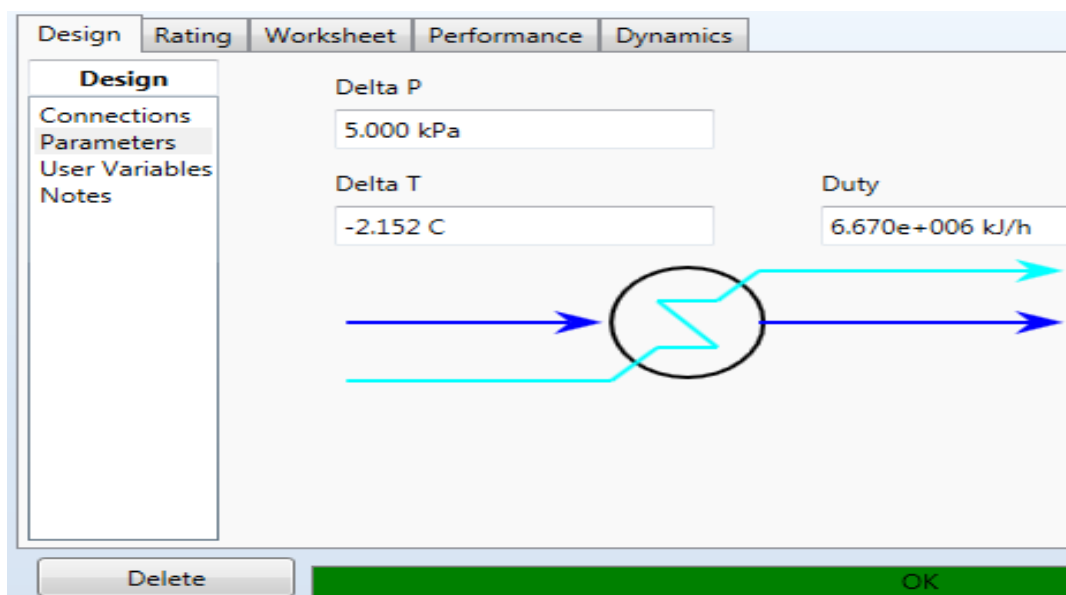 Design Rating Worksheet Performance Dynamics
Design
Connections
Parameters
User Variables
Notes
Delta P
5.000 kPa
Delta T
-2.152 C
Duty
6.670e+006 kJ/h
Delete
OK